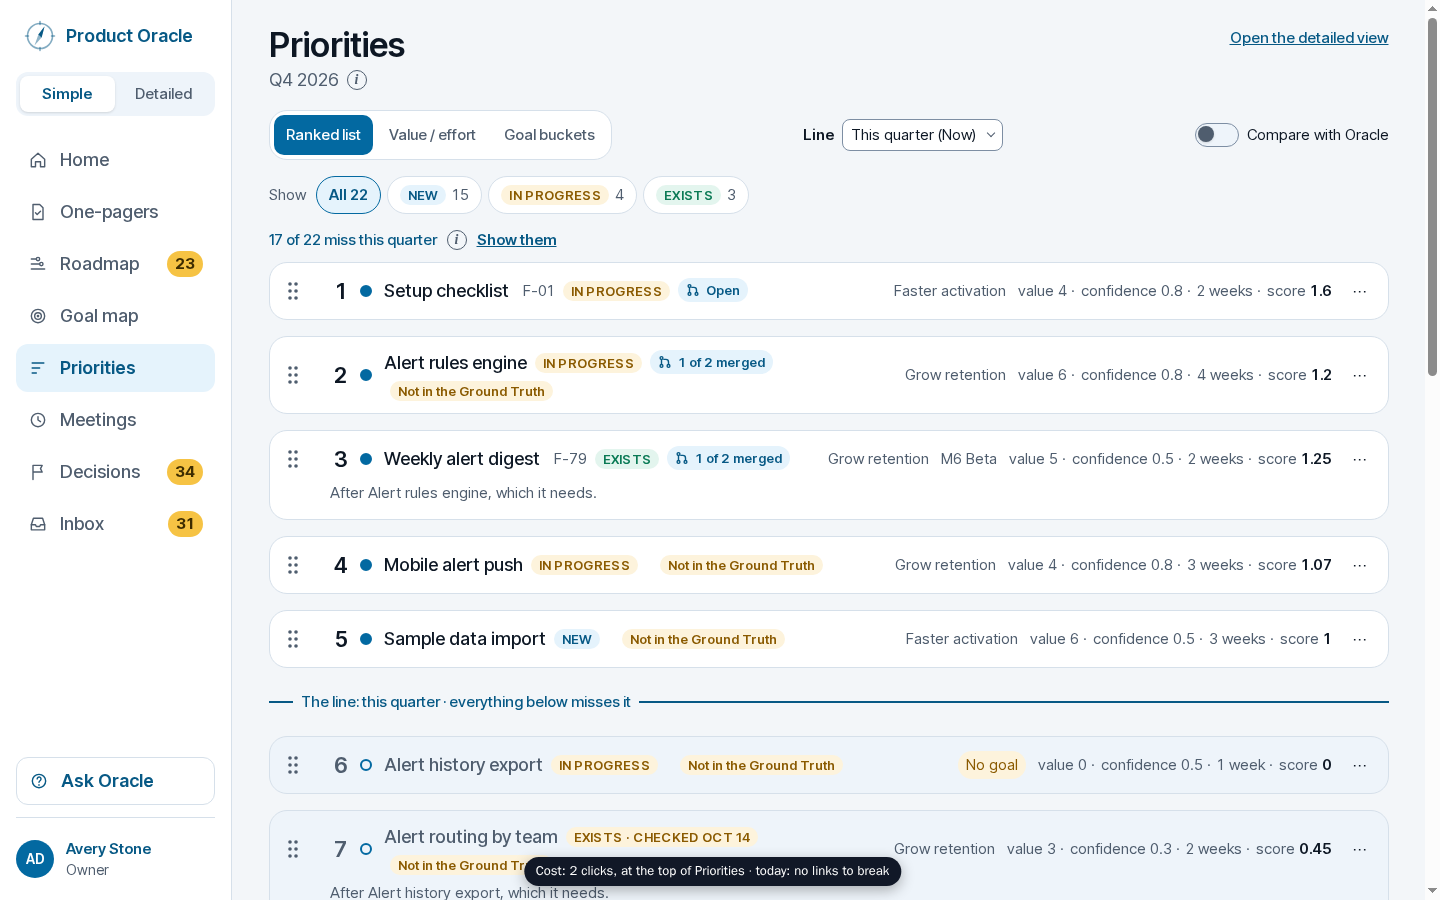 Product Oracle
Simple
Detailed
Home
One-pagers
Roadmap 23
Goal map
Priorities
Meetings
Decisions 34
Inbox 31
Ask Oracle
AD
Avery Stone
Owner
Priorities
Open the detailed view
Q4 2026 i
Ranked list
Value / effort
Goal buckets
Line This quarter (Now)
Compare with Oracle
Show All 22 NEW 15 IN PROGRESS 4 EXISTS 3
17 of 22 miss this quarter i Show them
1 Setup checklist F-01 IN PROGRESS Open Faster activation value 4 · confidence 0.8 · 2 weeks · score 1.6 ...
2 Alert rules engine IN PROGRESS 1 of 2 merged
Not in the Ground Truth
Grow retention value 6 · confidence 0.8 · 4 weeks · score 1.2 ...
3 Weekly alert digest F-79 EXISTS 1 of 2 merged Grow retention M6 Beta value 5 · confidence 0.5 · 2 weeks · score 1.25 ...
After Alert rules engine, which it needs.
4 Mobile alert push IN PROGRESS Not in the Ground Truth Grow retention value 4 · confidence 0.8 · 3 weeks · score 1.07 ...
5 Sample data import NEW Not in the Ground Truth Faster activation value 6 · confidence 0.5 · 3 weeks · score 1 ...
The line: this quarter · everything below misses it
6 Alert history export IN PROGRESS Not in the Ground Truth No goal value 0 · confidence 0.5 · 1 week · score 0 ...
7 Alert routing by team EXISTS · CHECKED OCT 14
Not in the Ground
Grow retention value 3 · confidence 0.3 · 2 weeks · score 0.45 ...
Cost: 2 clicks, at the top of Priorities · today: no links to break
After Alert history export, which it needs.